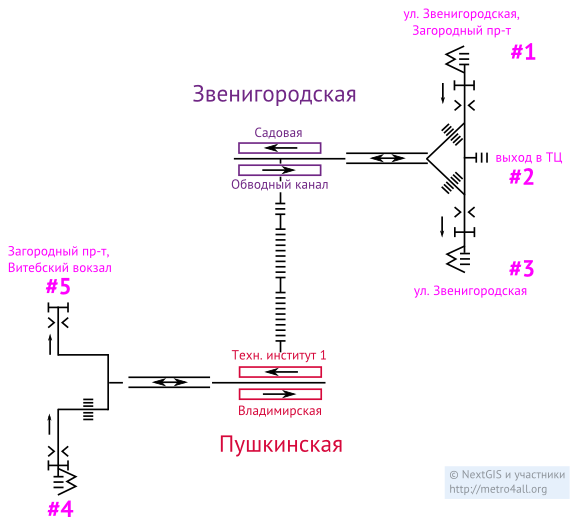 ул. Звенигородская,
Загородный пр-т
#1
Звенигородская
Садовая
выход в ТЦ
#2
Обводный канал
Загородный пр-т,
Витебский вокзал
#5
#3
ул. Звенигородская
Техн. институт 1
Владимирская
Пушкинская
#4
© NextGIS и участники
http://metro4all.org